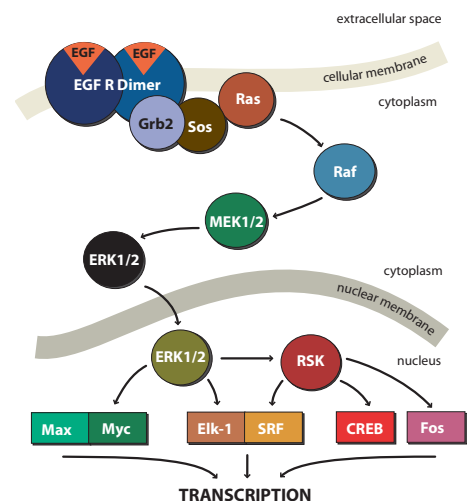 extracellular space
EGF
EGF
EGF R Dimer
cellular membrane
cytoplasm
Ras
Grb2
Sos
Raf
MEK1/2
ERK1/2
cytoplasm
nuclear membrane
nucleus
ERK1/2
RSK
Max
Myc
Elk-1
SRF
CREB
Fos
TRANSCRIPTION